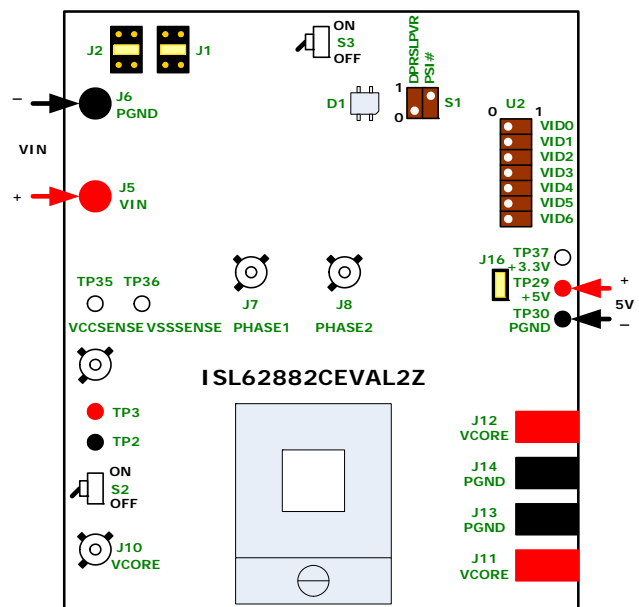 J2
J1
ON
S3
OFF
DPRSLPVR
PSI#
J6
PGND
–
VIN
J5
VIN
+
D1
1
0
S1
U2
0
1
VID0
VID1
VID2
VID3
VID4
VID5
VID6
J16
TP37
+3.3V
TP29
+5V
TP30
PGND
+
5V
–
TP35
TP36
VCCSENSE
VSSSENSE
J7
PHASE1
J8
PHASE2
ISL62882CEVAL2Z
TP3
TP2
ON
S2
OFF
J10
VCORE
J12
VCORE
J14
PGND
J13
PGND
J11
VCORE